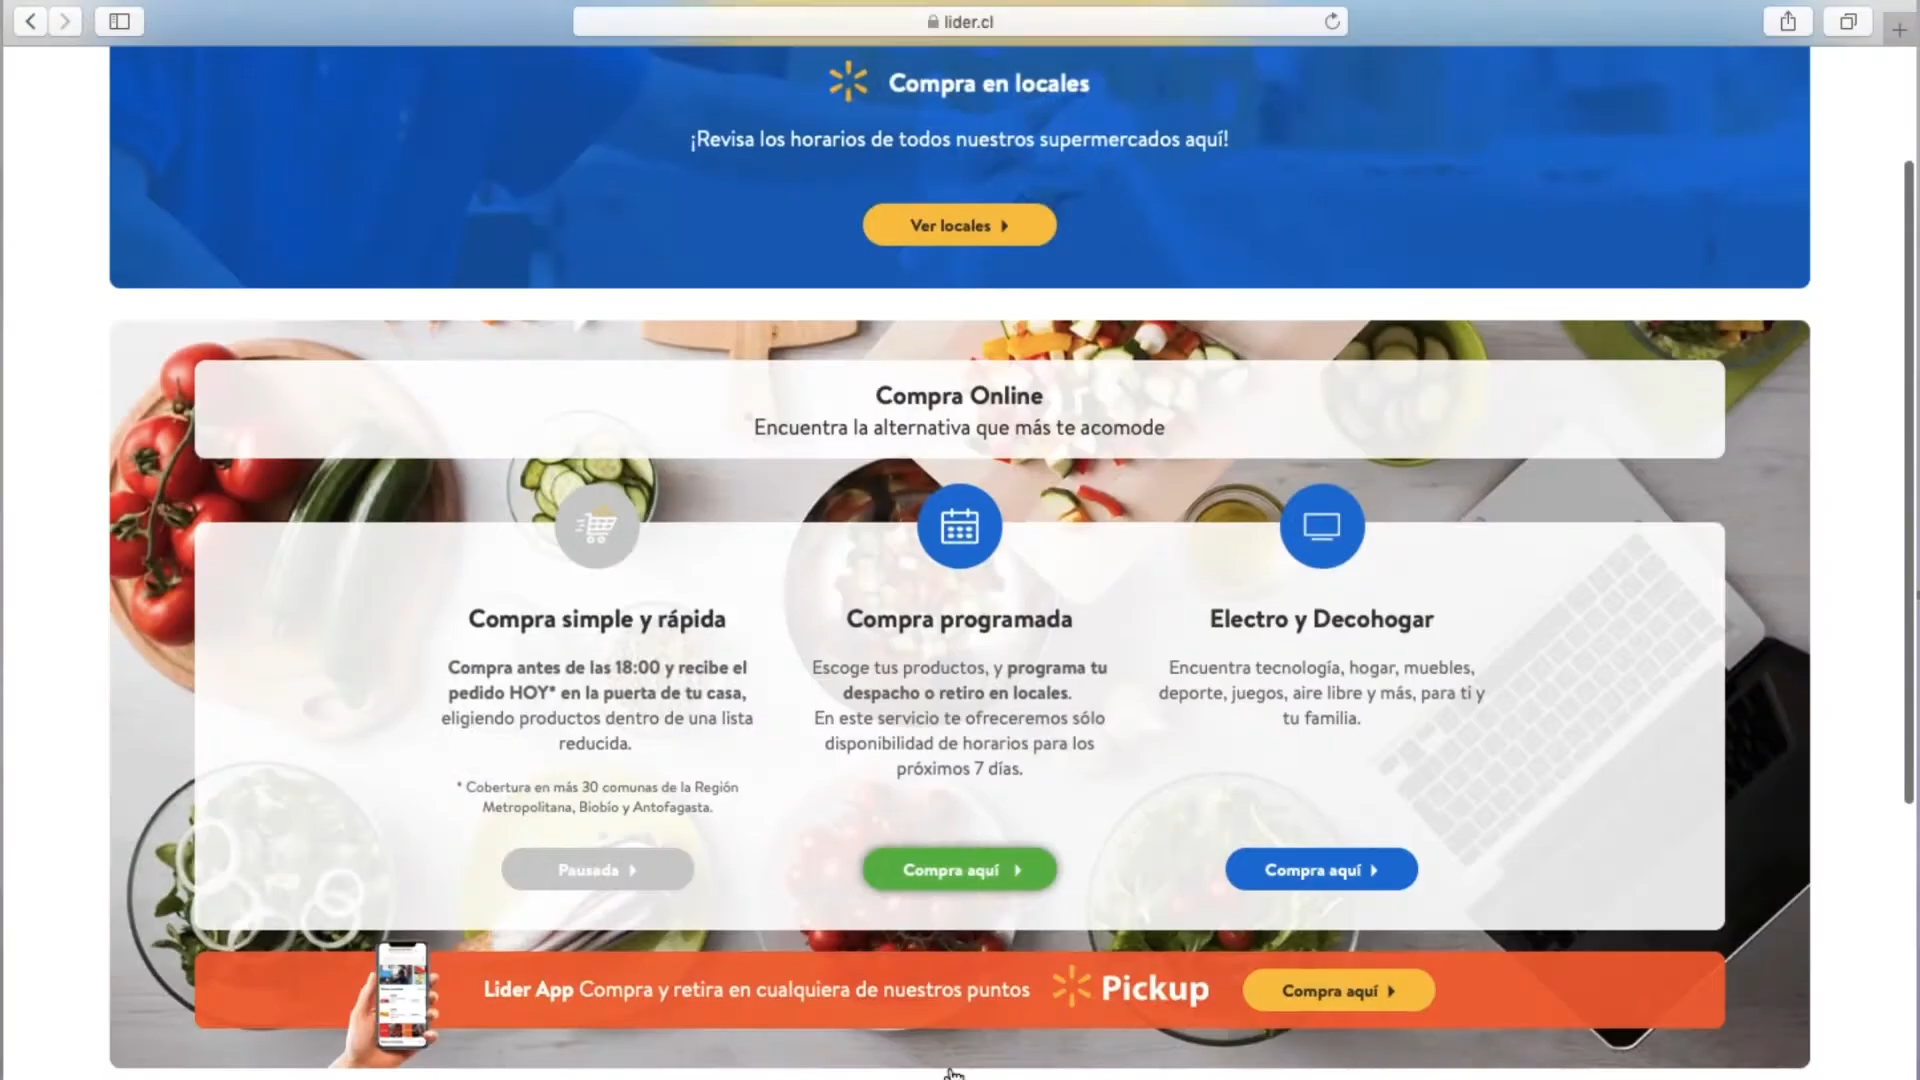 lider.cl
Compra en locales
¡Revisa los horarios de todos nuestros supermercados aquí!
Ver locales
Compra Online
Encuentra la alternativa que más te acomode
Compra simple y rápida
Compra antes de las 18:00 y recibe el
pedido HOY* en la puerta de tu casa,
eligiendo productos dentro de una lista
reducida.
* Cobertura en más 30 comunas de la Región
Metropolitana, Biobío y Antofagasta.
Pausada
Compra programada
Escoge tus productos, y programa tu
despacho o retiro en locales.
En este servicio te ofreceremos sólo
disponibilidad de horarios para los
próximos 7 días.
Compra aquí
Electro y Decohogar
Encuentra tecnología, hogar, muebles,
deporte, juegos, aire libre y más, para ti y
tu familia.
Compra aquí
Lider App Compra y retira en cualquiera de nuestros puntos
Pickup
Compra aquí